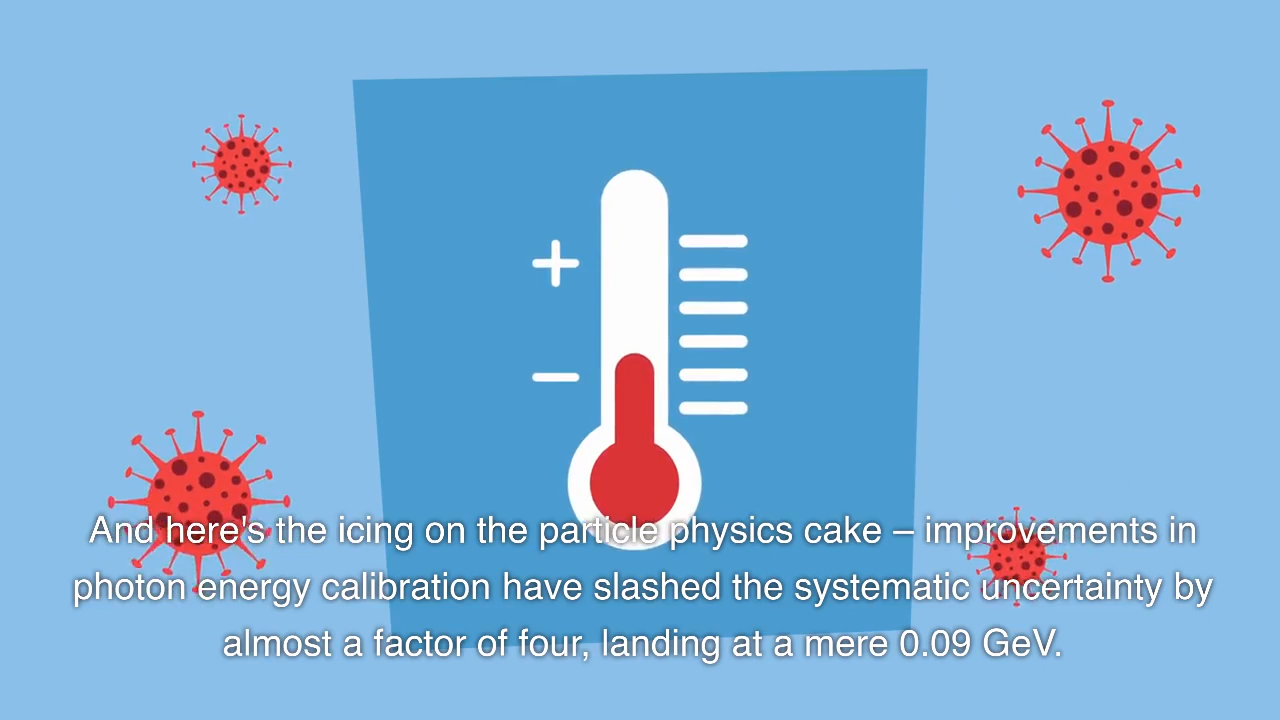 And here's the icing on the particle physics cake – improvements in
photon energy calibration have slashed the systematic uncertainty by
almost a factor of four, landing at a mere 0.09 GeV.